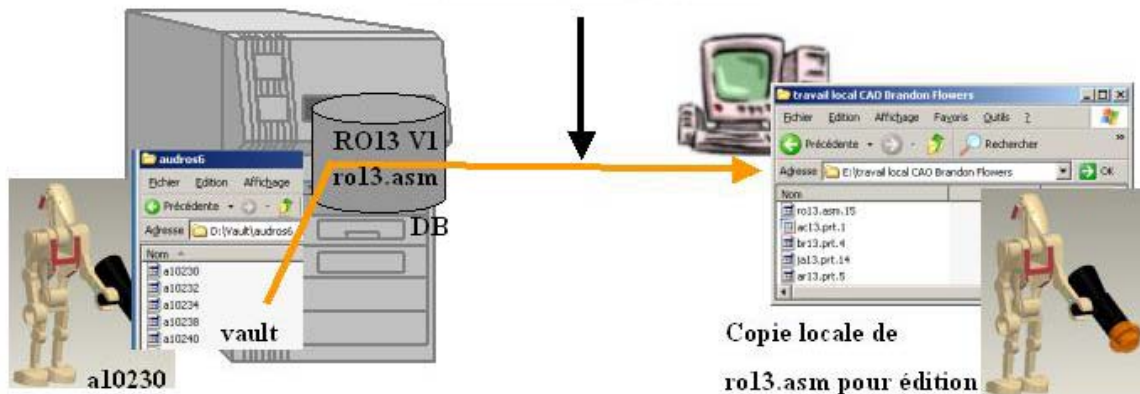 RO13 V1
ro13.asm
DB
audros6
Fichier Edition Affichage
Précédente
Adresse D:\Vault\audros6
Nom
a10230
a10232
a10234
a10238
a10240
vault
a10230
travail local CAO Brandon Flowers
Fichier Edition Affichage Favoris Outils ?
Précédente Rechercher »
Adresse E:\travail local CAO Brandon Flowers OK
Nom
ro13.asm.15
ac13.prt.1
br13.prt.4
ja13.prt.14
ar13.prt.5
Copie locale de
ro13.asm pour édition